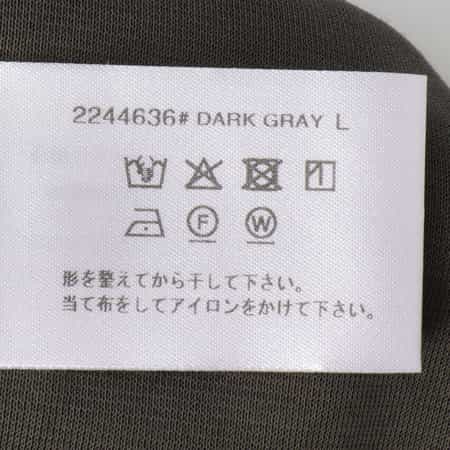 2244636# DARK GRAY L
F W
形を整えてから干して下さい。
当て布をしてアイロンをかけて下さい。